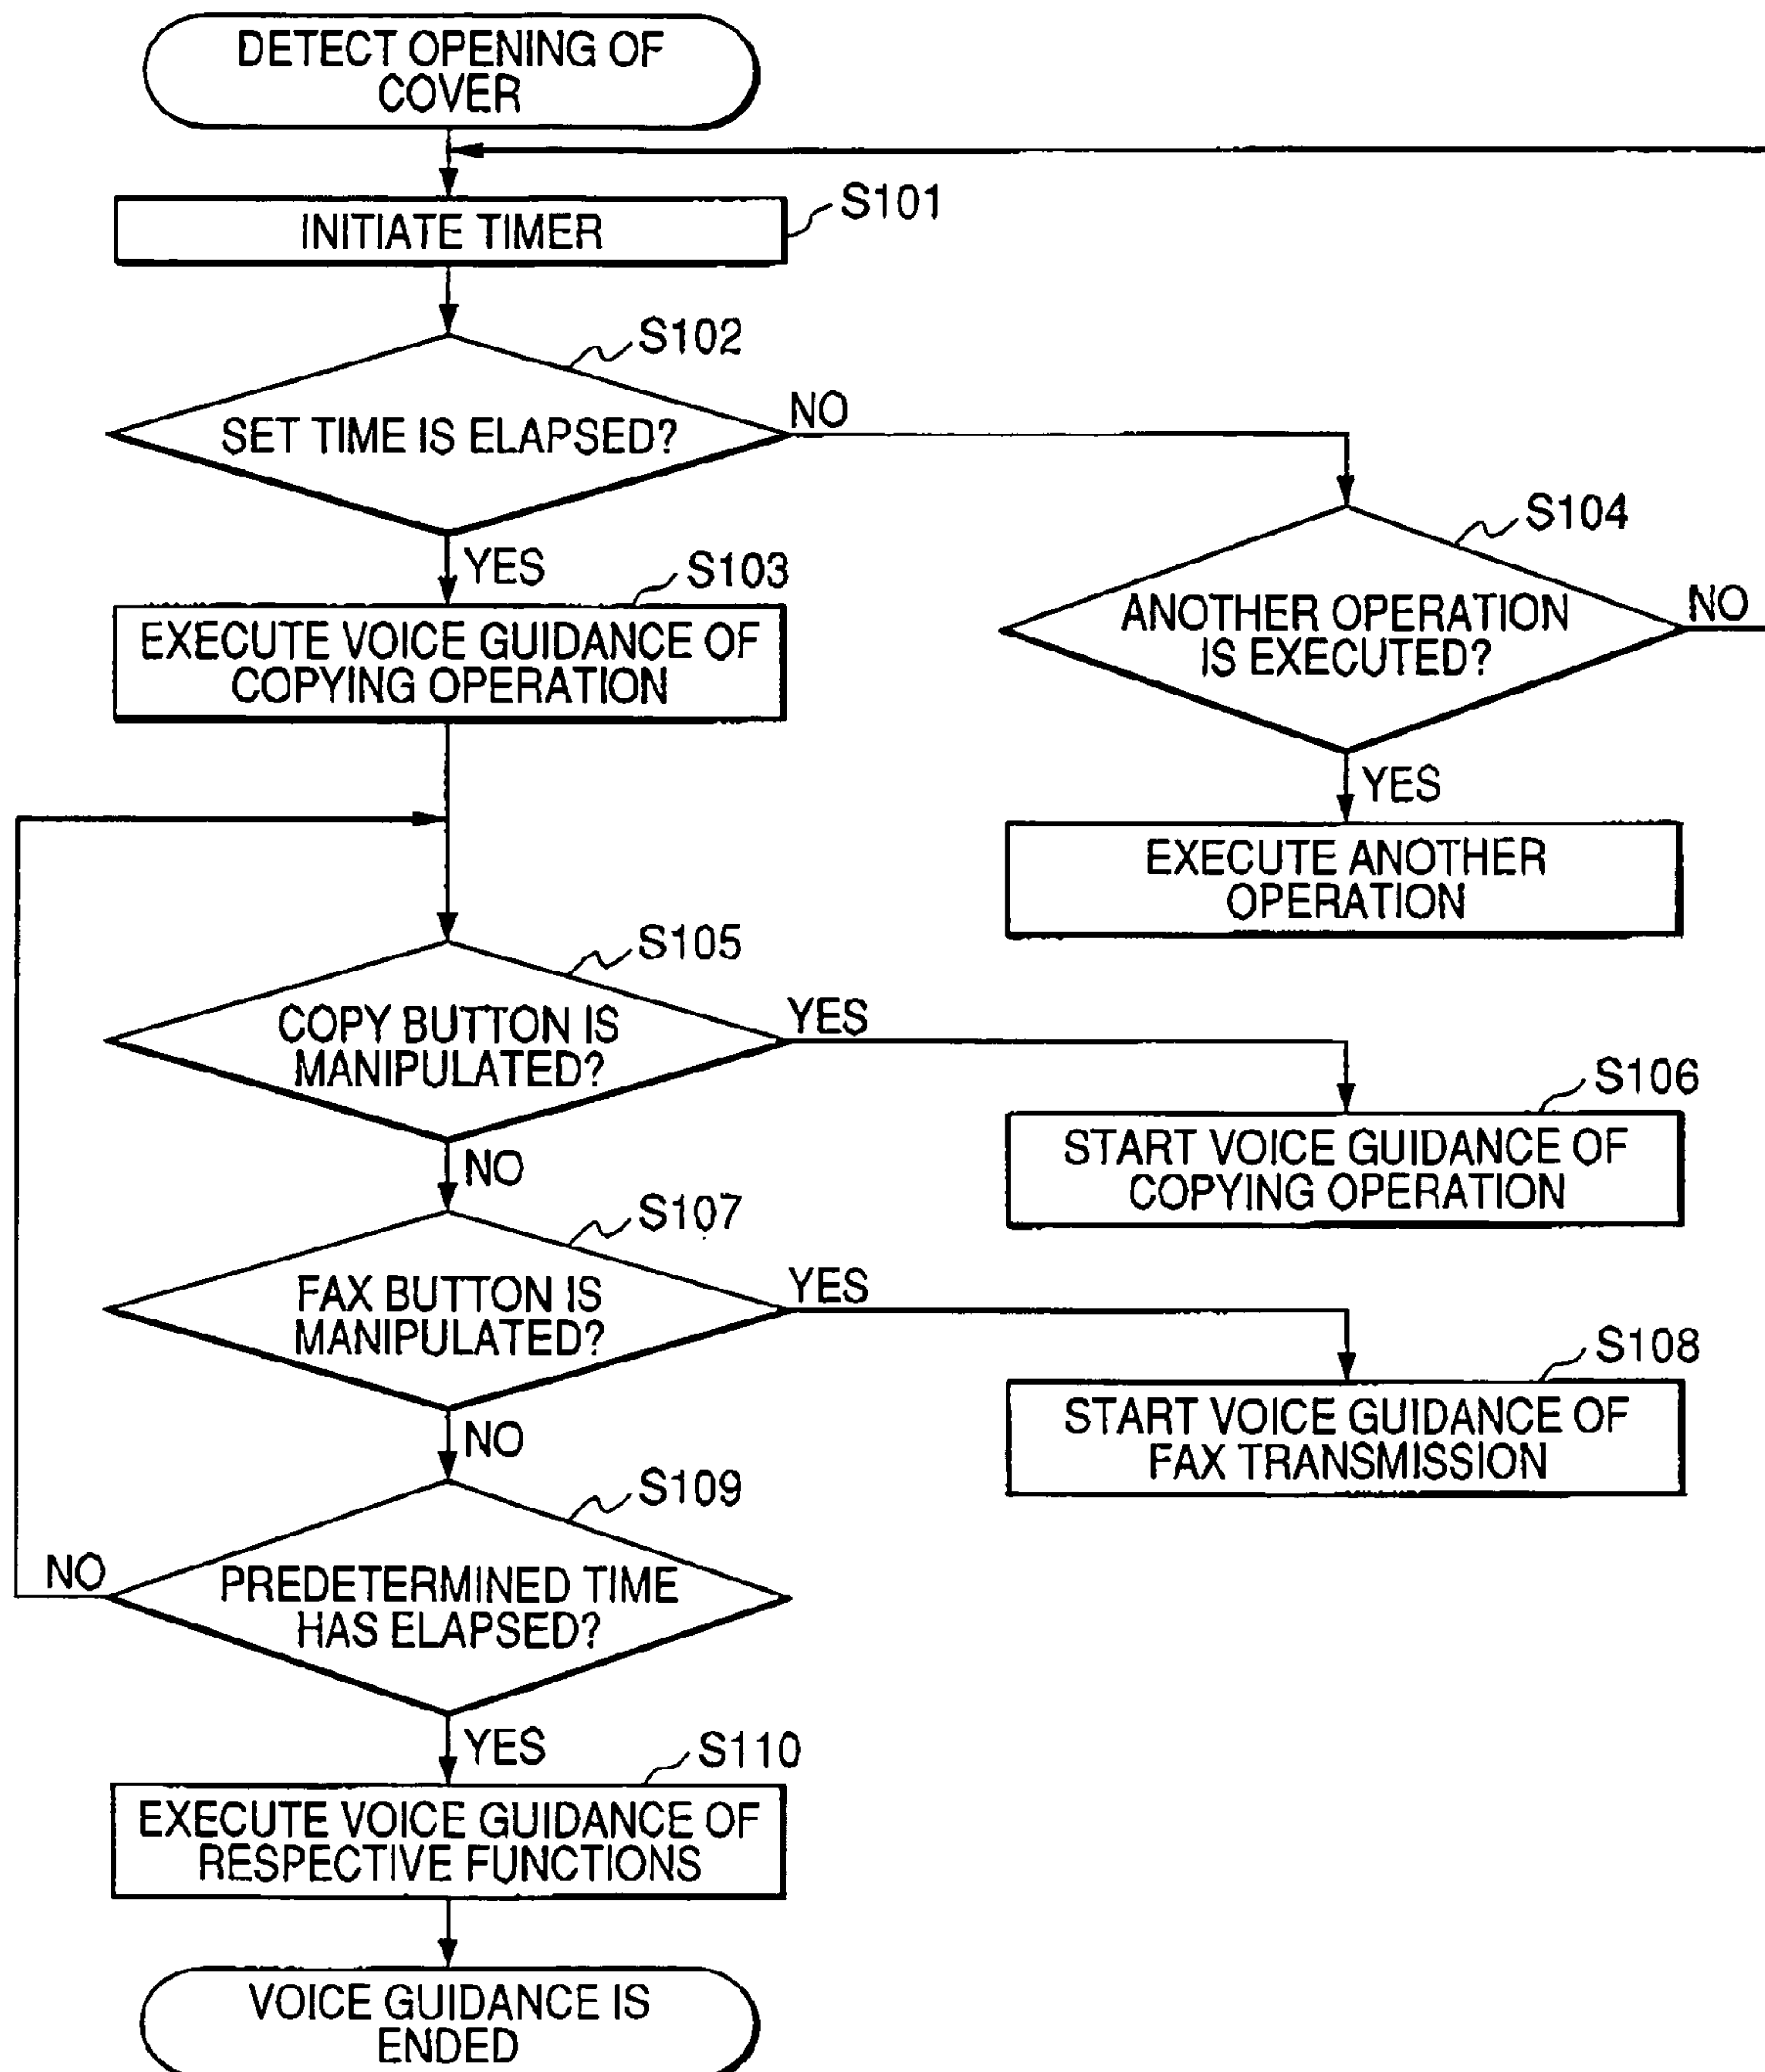 DETECT OPENING OF
COVER
S101
INITIATE TIMER
S102
SET TIME IS ELAPSED?
NO
YES
S103
EXECUTE VOICE GUIDANCE OF
COPYING OPERATION
S104
ANOTHER OPERATION
IS EXECUTED?
NO
YES
EXECUTE ANOTHER
OPERATION
S105
COPY BUTTON IS
MANIPULATED?
YES
NO
S106
START VOICE GUIDANCE OF
COPYING OPERATION
S107
FAX BUTTON IS
MANIPULATED?
YES
NO
S108
START VOICE GUIDANCE OF
FAX TRANSMISSION
S109
PREDETERMINED TIME
HAS ELAPSED?
NO
YES
S110
EXECUTE VOICE GUIDANCE OF
RESPECTIVE FUNCTIONS
VOICE GUIDANCE IS
ENDED